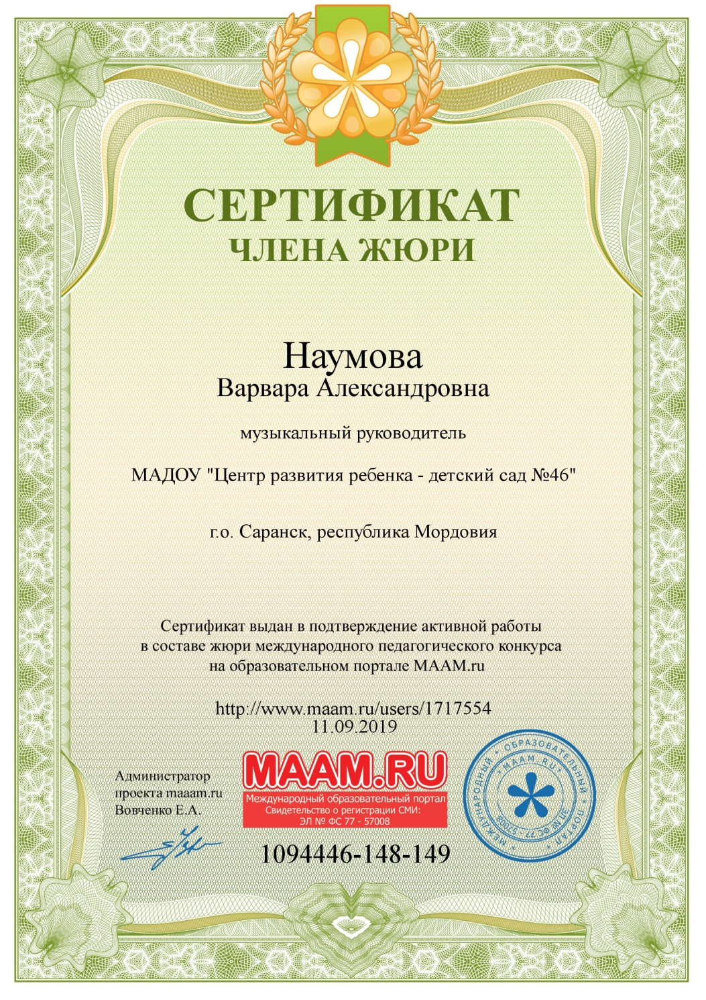 СЕРТИФИКАТ
ЧЛЕНА ЖЮРИ
Наумова
Варвара Александровна
музыкальный руководитель
МАДОУ "Центр развития ребенка - детский сад №46"
г.о. Саранск, республика Мордовия
Сертификат выдан в подтверждение активной работы
в составе жюри международного педагогического конкурса
на образовательном портале MAAM.ru
http://www.maam.ru/users/1717554
11.09.2019
Администратор
проекта maaam.ru
Вовченко Е.А.
MAAM.RU
Международный образовательный портал
Свидетельство о регистрации СМИ:
ЭЛ № ФС 77 - 57008
1094446-148-149
* МЕЖДУНАРОДНЫЙ * ОБРАЗОВАТЕЛЬНЫЙ * ПОРТАЛ *
* MAAM.RU *
ЭЛ № ФС 77 - 57008